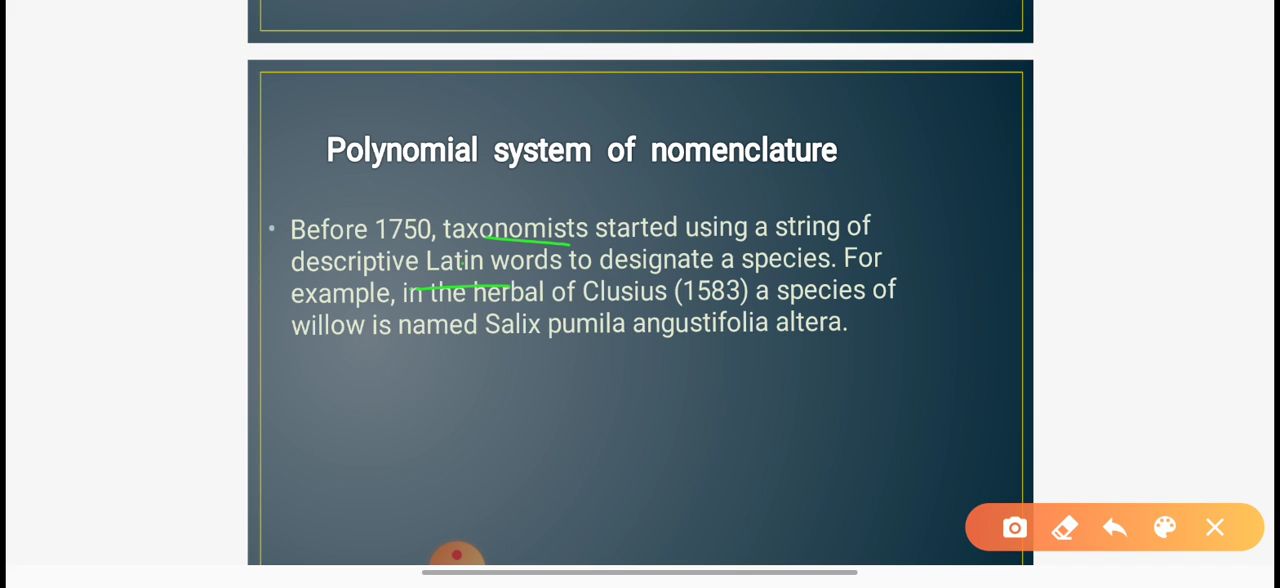 Polynomial system of nomenclature
• Before 1750, taxonomists started using a string of
descriptive Latin words to designate a species. For
example, in the herbal of Clusius (1583) a species of
willow is named Salix pumila angustifolia altera.